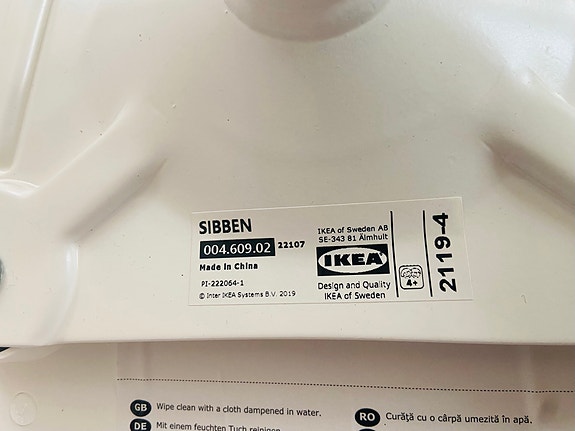 SIBBEN
004.609.02 22107
Made in China
PI-222064-1
© Inter IKEA Systems B.V. 2019
IKEA of Sweden AB
SE-343 81 Älmhult
IKEA
Design and Quality
IKEA of Sweden
4+
2119-4
GB Wipe clean with a cloth dampened in water.
DE Mit einem feuchten Tuch reinigen
RO Curăță cu o cârpă umezită în apă.